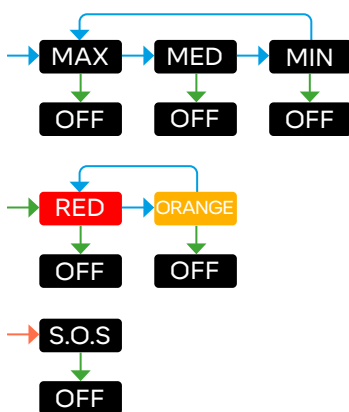 MAX MED MIN
OFF OFF OFF
RED ORANGE
OFF OFF
S.O.S
OFF